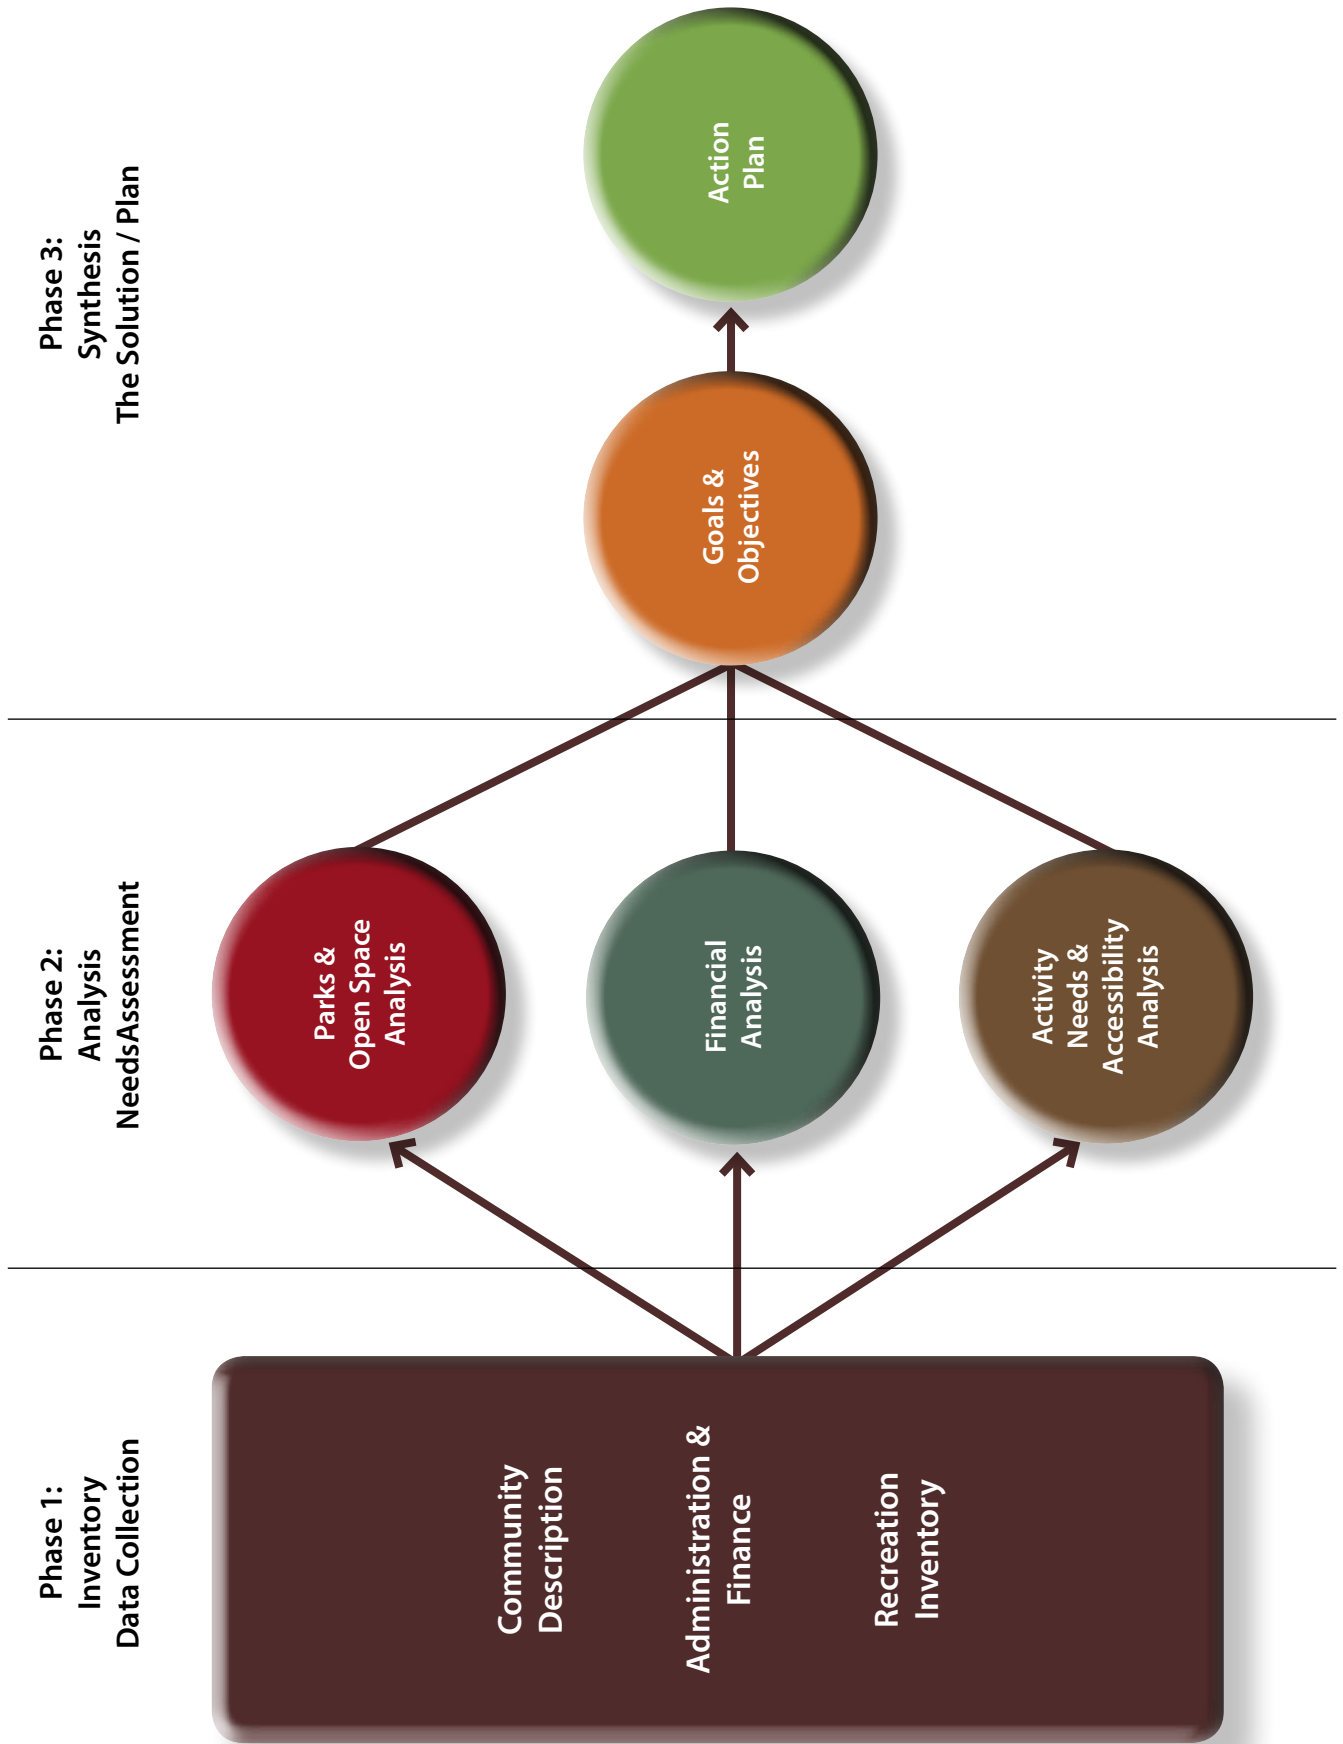 Phase 1:
Inventory
Data Collection
Community
Description
Administration &
Finance
Recreation
Inventory
Phase 2:
Analysis
NeedsAssessment
Parks &
Open Space
Analysis
Financial
Analysis
Activity
Needs &
Accessibility
Analysis
Phase 3:
Synthesis
The Solution / Plan
Goals &
Objectives
Action
Plan